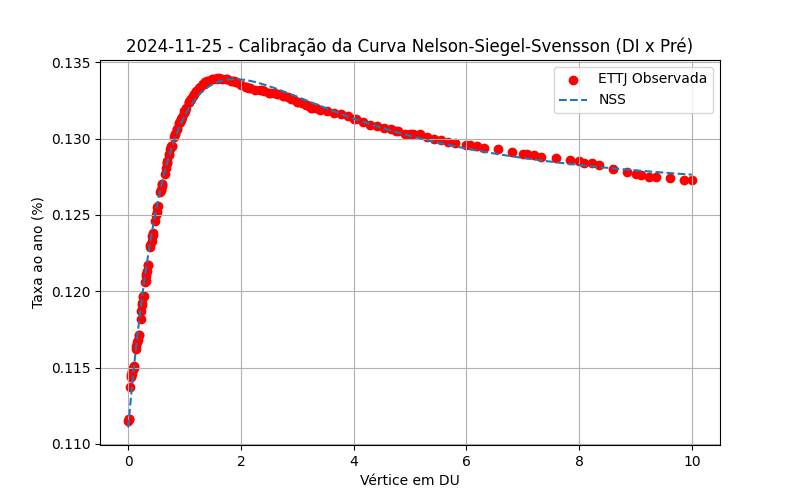 2024-11-25 - Calibração da Curva Nelson-Siegel-Svensson (DI x Pré)
ETTJ Observada
NSS
Taxa ao ano (%)
0.135
0.130
0.125
0.120
0.115
0.110
0 2 4 6 8 10
Vértice em DU